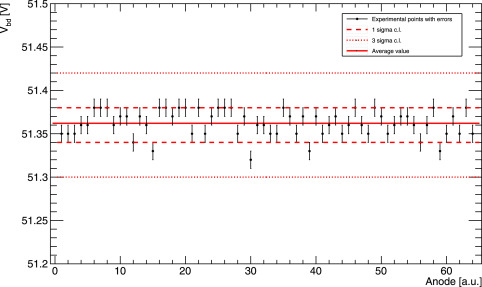 V_bd [V]
51.5
51.45
51.4
51.35
51.3
51.25
51.2
Experimental points with errors
1 sigma c.l.
3 sigma c.l.
Average value
0 10 20 30 40 50 60
Anode [a.u.]